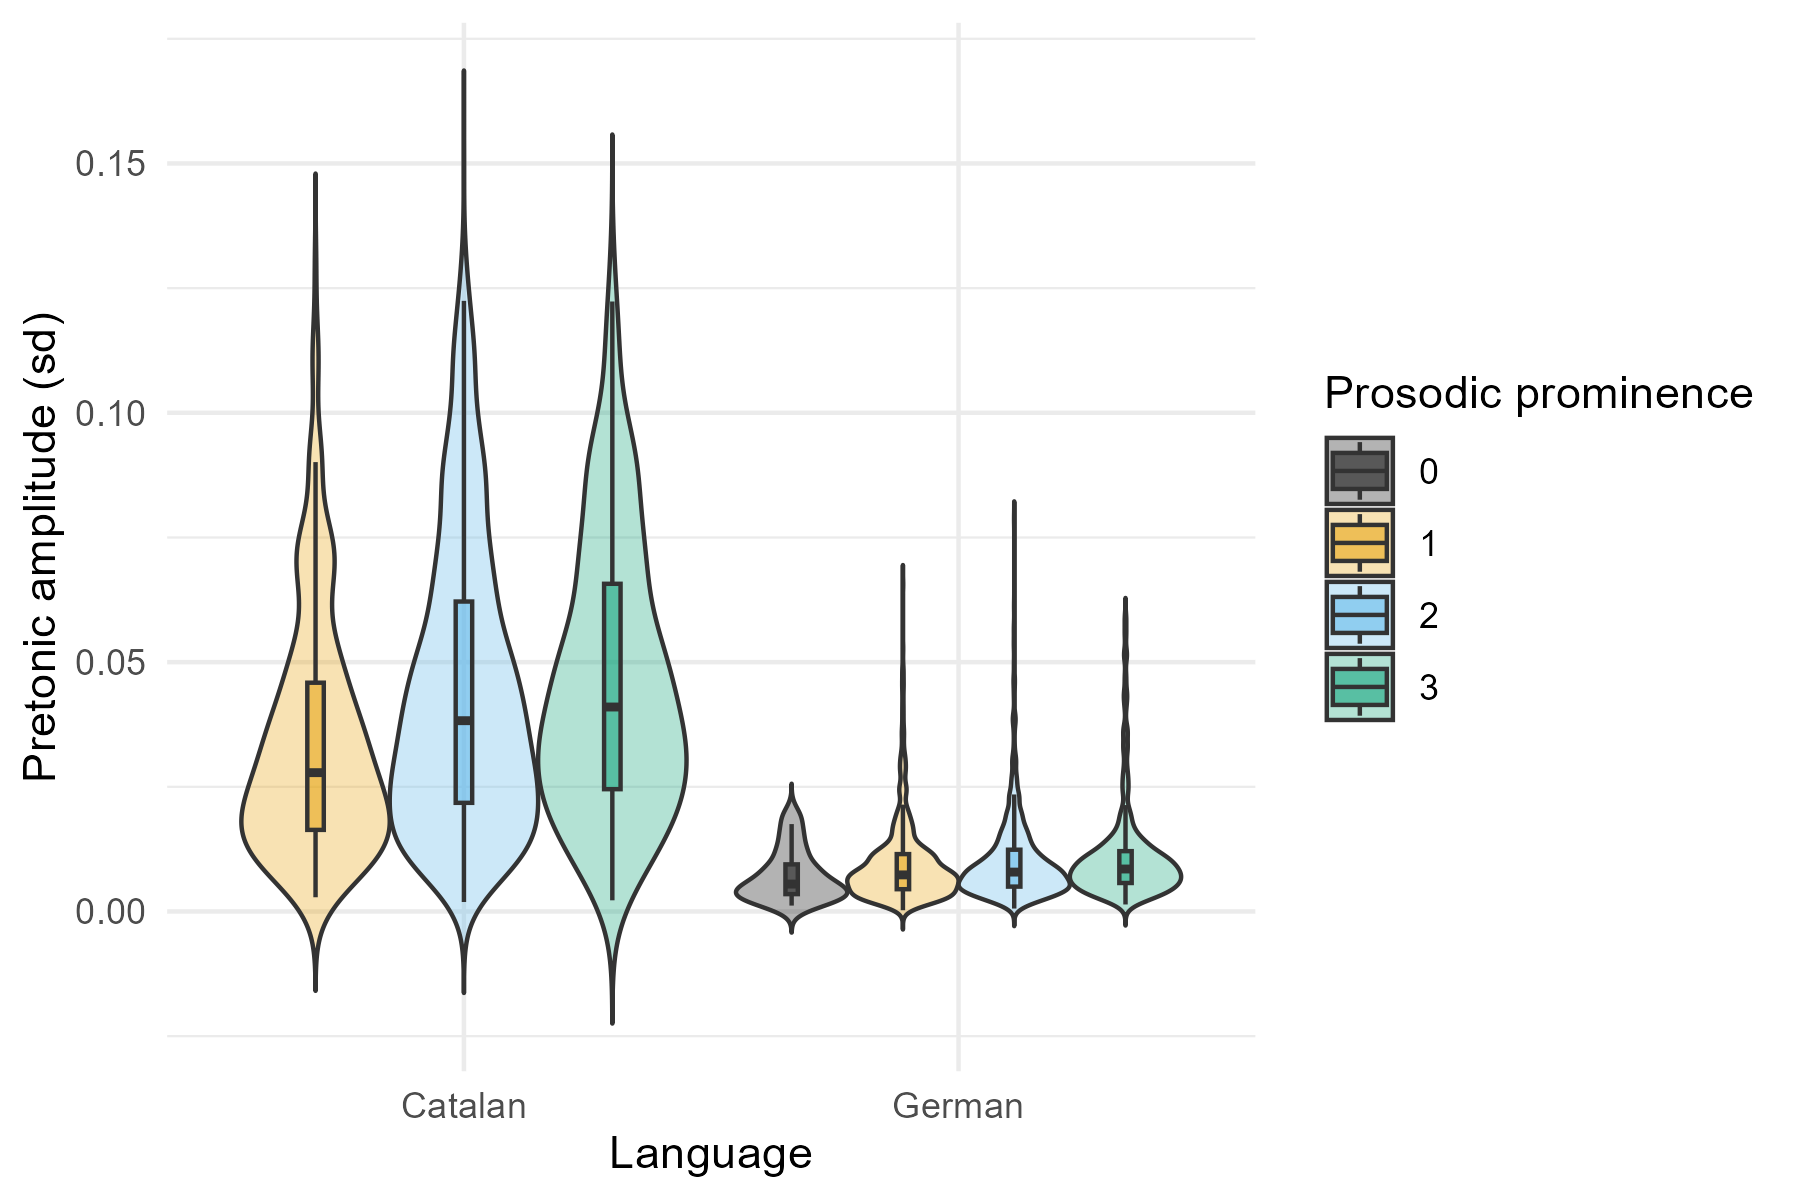 Pretonic amplitude (sd)
0.15
0.10
0.05
0.00
Catalan
German
Language
Prosodic prominence
0
1
2
3